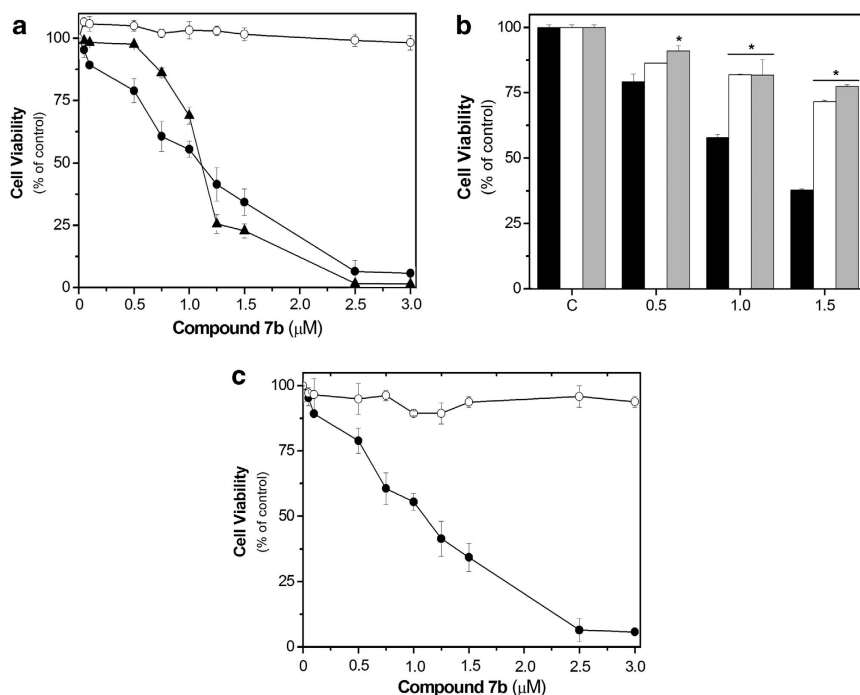 a
100
75
50
25
0
Cell Viability
(% of control)
0 0.5 1.0 1.5 2.0 2.5 3.0
Compound 7b (μM)
b
100
75
50
25
0
Cell Viability
(% of control)
* * *
C 0.5 1.0 1.5
c
100
75
50
25
0
Cell Viability
(% of control)
0 0.5 1.0 1.5 2.0 2.5 3.0
Compound 7b (μM)